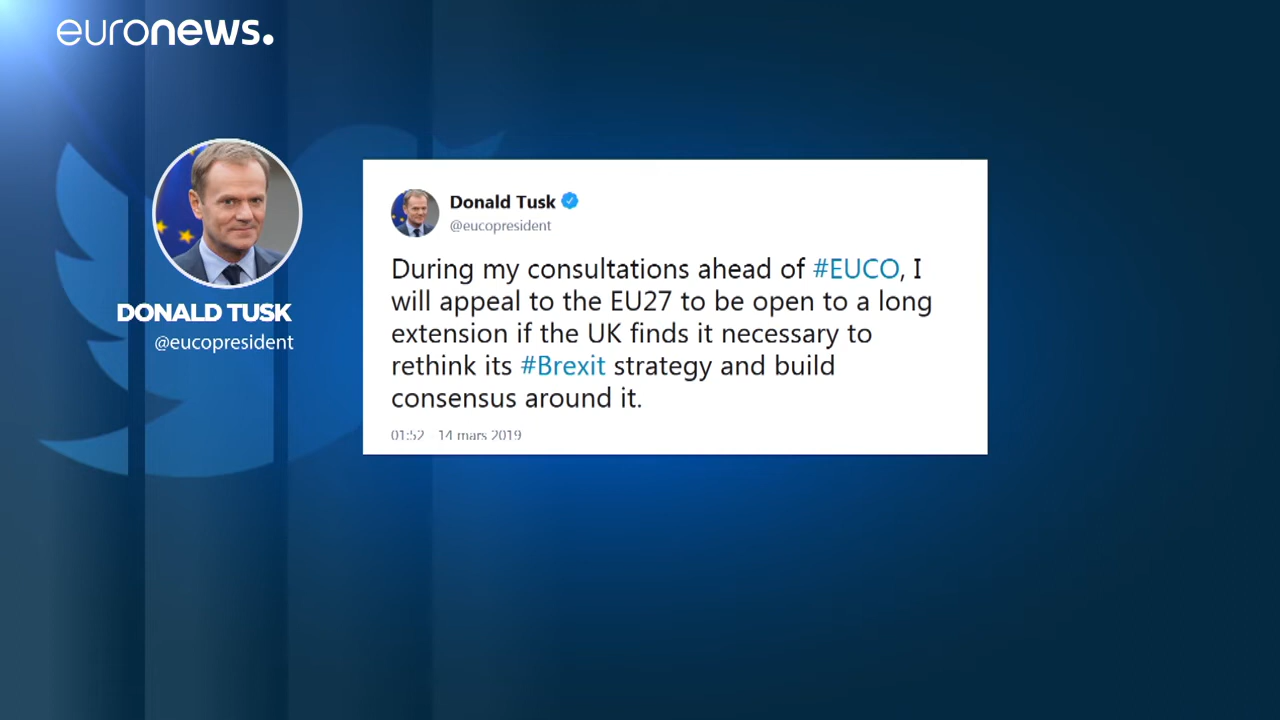 euronews.
DONALD TUSK
@eucopresident
Donald Tusk
@eucopresident
During my consultations ahead of #EUCO, I
will appeal to the EU27 to be open to a long
extension if the UK finds it necessary to
rethink its #Brexit strategy and build
consensus around it.
01:52 14 mars 2019